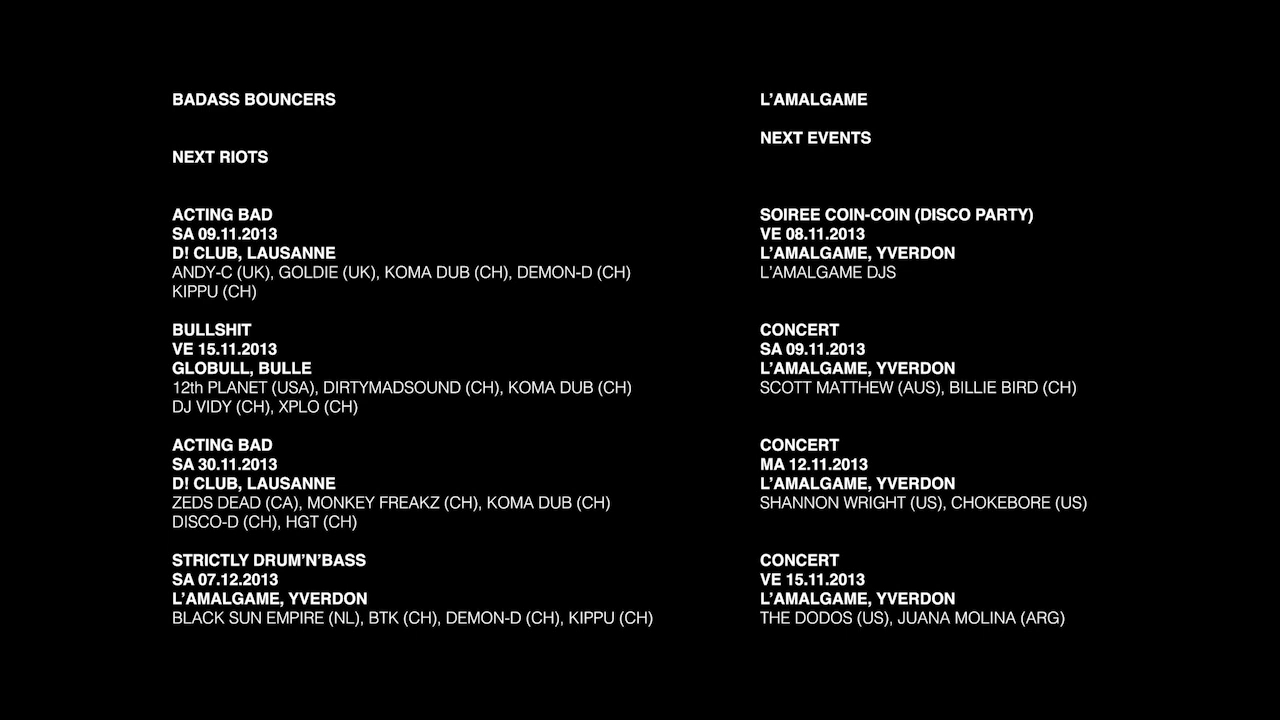 BADASS BOUNCERS
NEXT RIOTS
ACTING BAD
SA 09.11.2013
D! CLUB, LAUSANNE
ANDY-C (UK), GOLDIE (UK), KOMA DUB (CH), DEMON-D (CH)
KIPPU (CH)
BULLSHIT
VE 15.11.2013
GLOBULL, BULLE
12th PLANET (USA), DIRTYMADSOUND (CH), KOMA DUB (CH)
DJ VIDY (CH), XPLO (CH)
ACTING BAD
SA 30.11.2013
D! CLUB, LAUSANNE
ZEDS DEAD (CA), MONKEY FREAKZ (CH), KOMA DUB (CH)
DISCO-D (CH), HGT (CH)
STRICTLY DRUM’N’BASS
SA 07.12.2013
L’AMALGAME, YVERDON
BLACK SUN EMPIRE (NL), BTK (CH), DEMON-D (CH), KIPPU (CH)
L’AMALGAME
NEXT EVENTS
SOIREE COIN-COIN (DISCO PARTY)
VE 08.11.2013
L’AMALGAME, YVERDON
L’AMALGAME DJS
CONCERT
SA 09.11.2013
L’AMALGAME, YVERDON
SCOTT MATTHEW (AUS), BILLIE BIRD (CH)
CONCERT
MA 12.11.2013
L’AMALGAME, YVERDON
SHANNON WRIGHT (US), CHOKEBORE (US)
CONCERT
VE 15.11.2013
L’AMALGAME, YVERDON
THE DODOS (US), JUANA MOLINA (ARG)